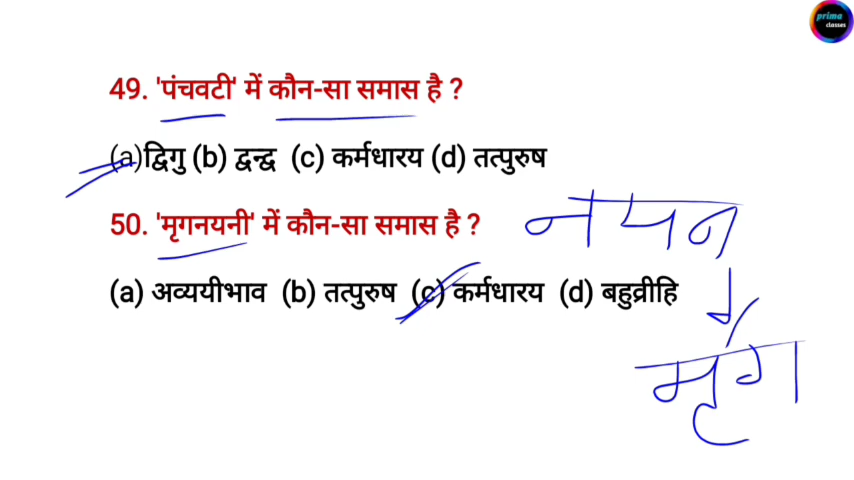 prima
classes
49. 'पंचवटी' में कौन-सा समास है ?
(a)द्विगु (b) द्वन्द्व (c) कर्मधारय (d) तत्पुरुष
50. 'मृगनयनी' में कौन-सा समास है ?
(a) अव्ययीभाव (b) तत्पुरुष (c) कर्मधारय (d) बहुव्रीहि
नयन
मृग